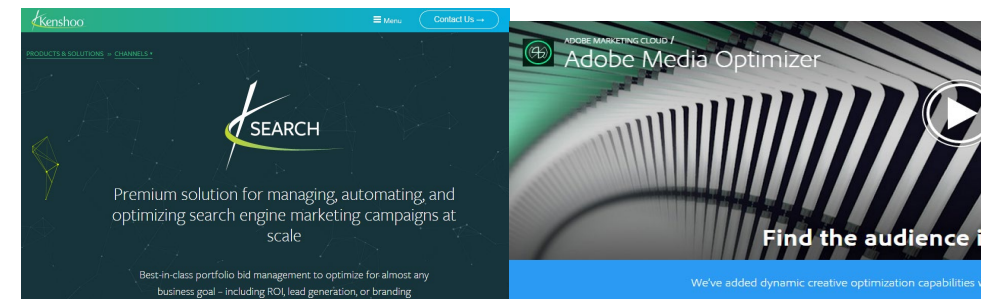 Kenshoo
Menu
Contact Us →
PRODUCTS & SOLUTIONS » CHANNELS
SEARCH
Premium solution for managing, automating, and
optimizing search engine marketing campaigns at
scale
Best-in-class portfolio bid management to optimize for almost any
business goal – including ROI, lead generation, or branding
ADOBE MARKETING CLOUD /
Adobe Media Optimizer
Find the audience i
We've added dynamic creative optimization capabilities